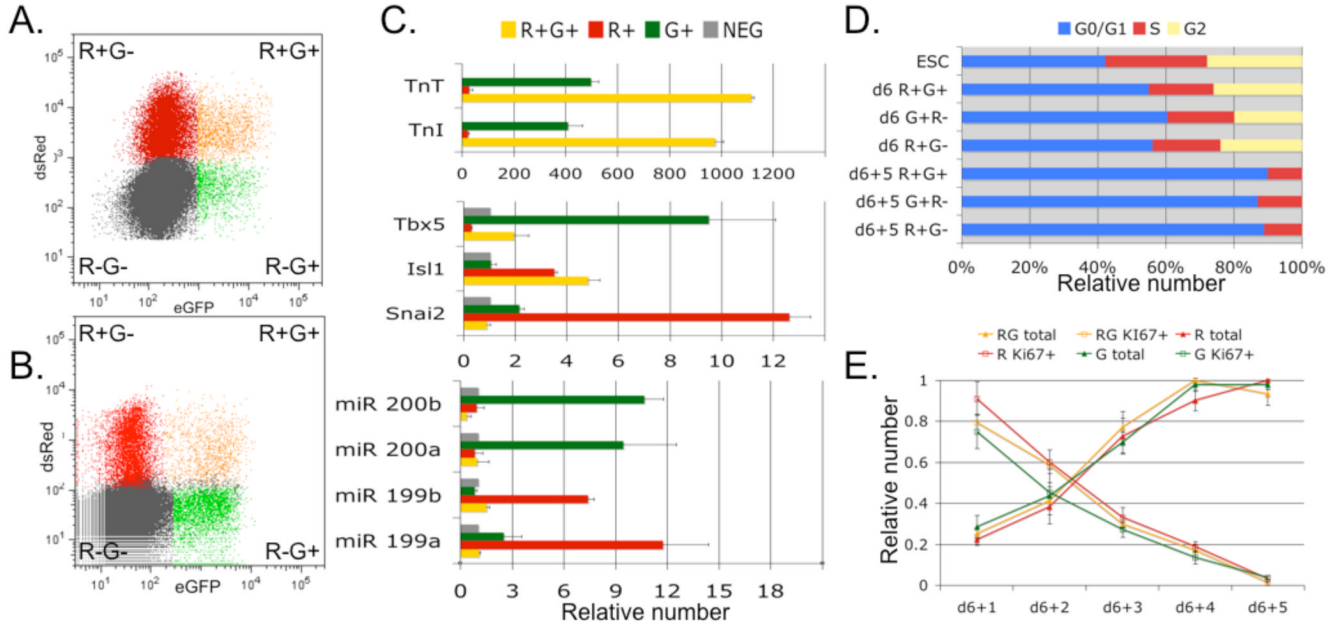 A.
R+G- R+G+
10⁵
10⁴
10³
10²
10¹
dsRed
R-G- R-G+
10¹ 10² 10³ 10⁴ 10⁵
eGFP
B.
R+G- R+G+
10⁵
10⁴
1
10²
10¹
dsRed
R-G- R-G+
10¹ 10² 10³ 10⁴ 10⁵
eGFP
C.
R+G+ R+ G+ NEG
TnT
TnI
0 200 400 600 800 1000 1200
Tbx5
Isl1
Snai2
0 2 4 6 8 10 12
miR 200b
miR 200a
miR 199b
miR 199a
0 3 6 9 12 15 18
Relative number
D.
G0/G1 S G2
ESC
d6 R+G+
d6 G+R-
d6 R+G-
d6+5 R+G+
d6+5 G+R-
d6+5 R+G-
0% 20% 40% 60% 80% 100%
Relative number
E.
RG total RG KI67+ R total
R Ki67+ G total G Ki67+
1
0.8
0.6
0.4
0.2
0
Relative number
d6+1 d6+2 d6+3 d6+4 d6+5